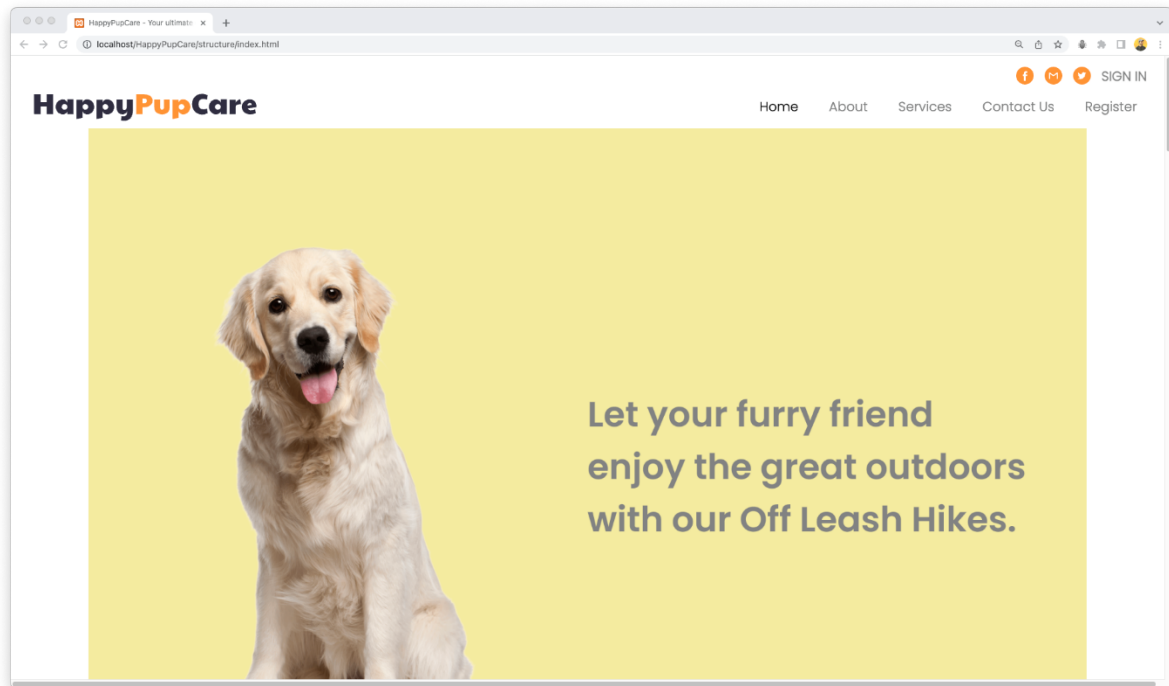 HappyPupCare - Your ultimate
localhost/HappyPupCare/structure/index.html
SIGN IN
HappyPupCare
Home About Services Contact Us Register
Let your furry friend
enjoy the great outdoors
with our Off Leash Hikes.